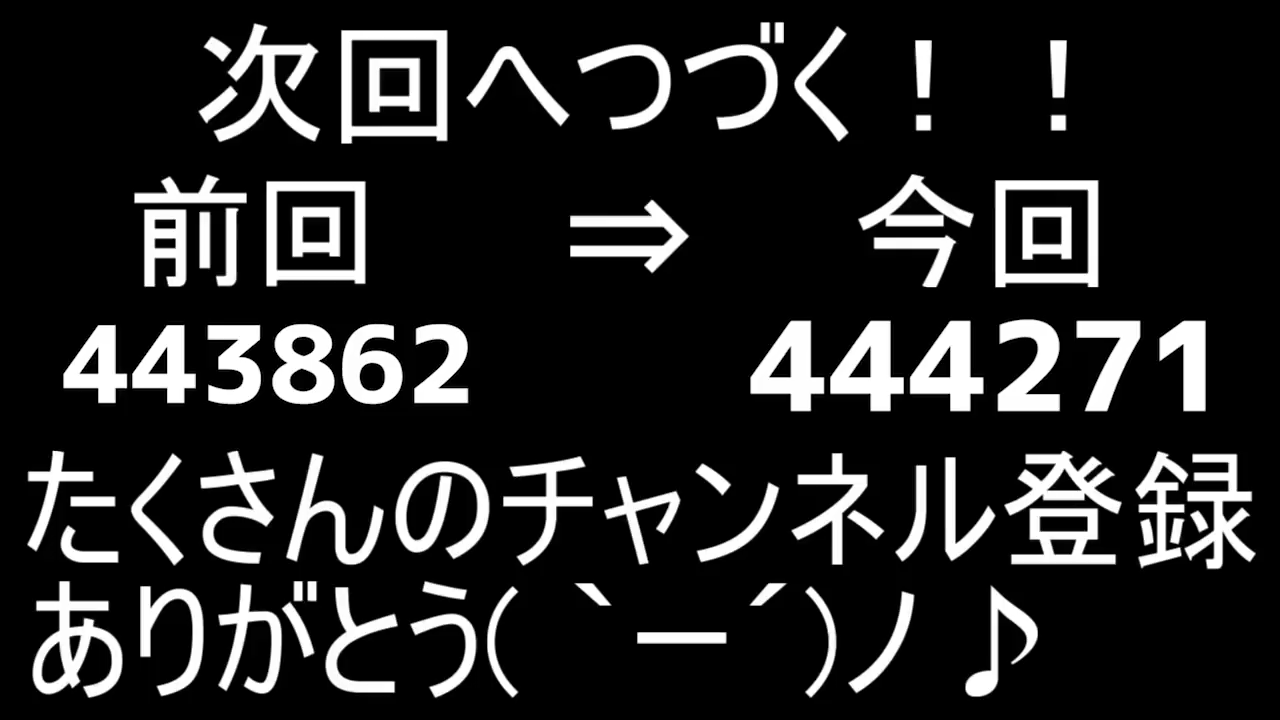 次回へつづく！！
前回　⇒　今回
443862　444271
たくさんのチャンネル登録
ありがとう(｀ー´)ノ♪